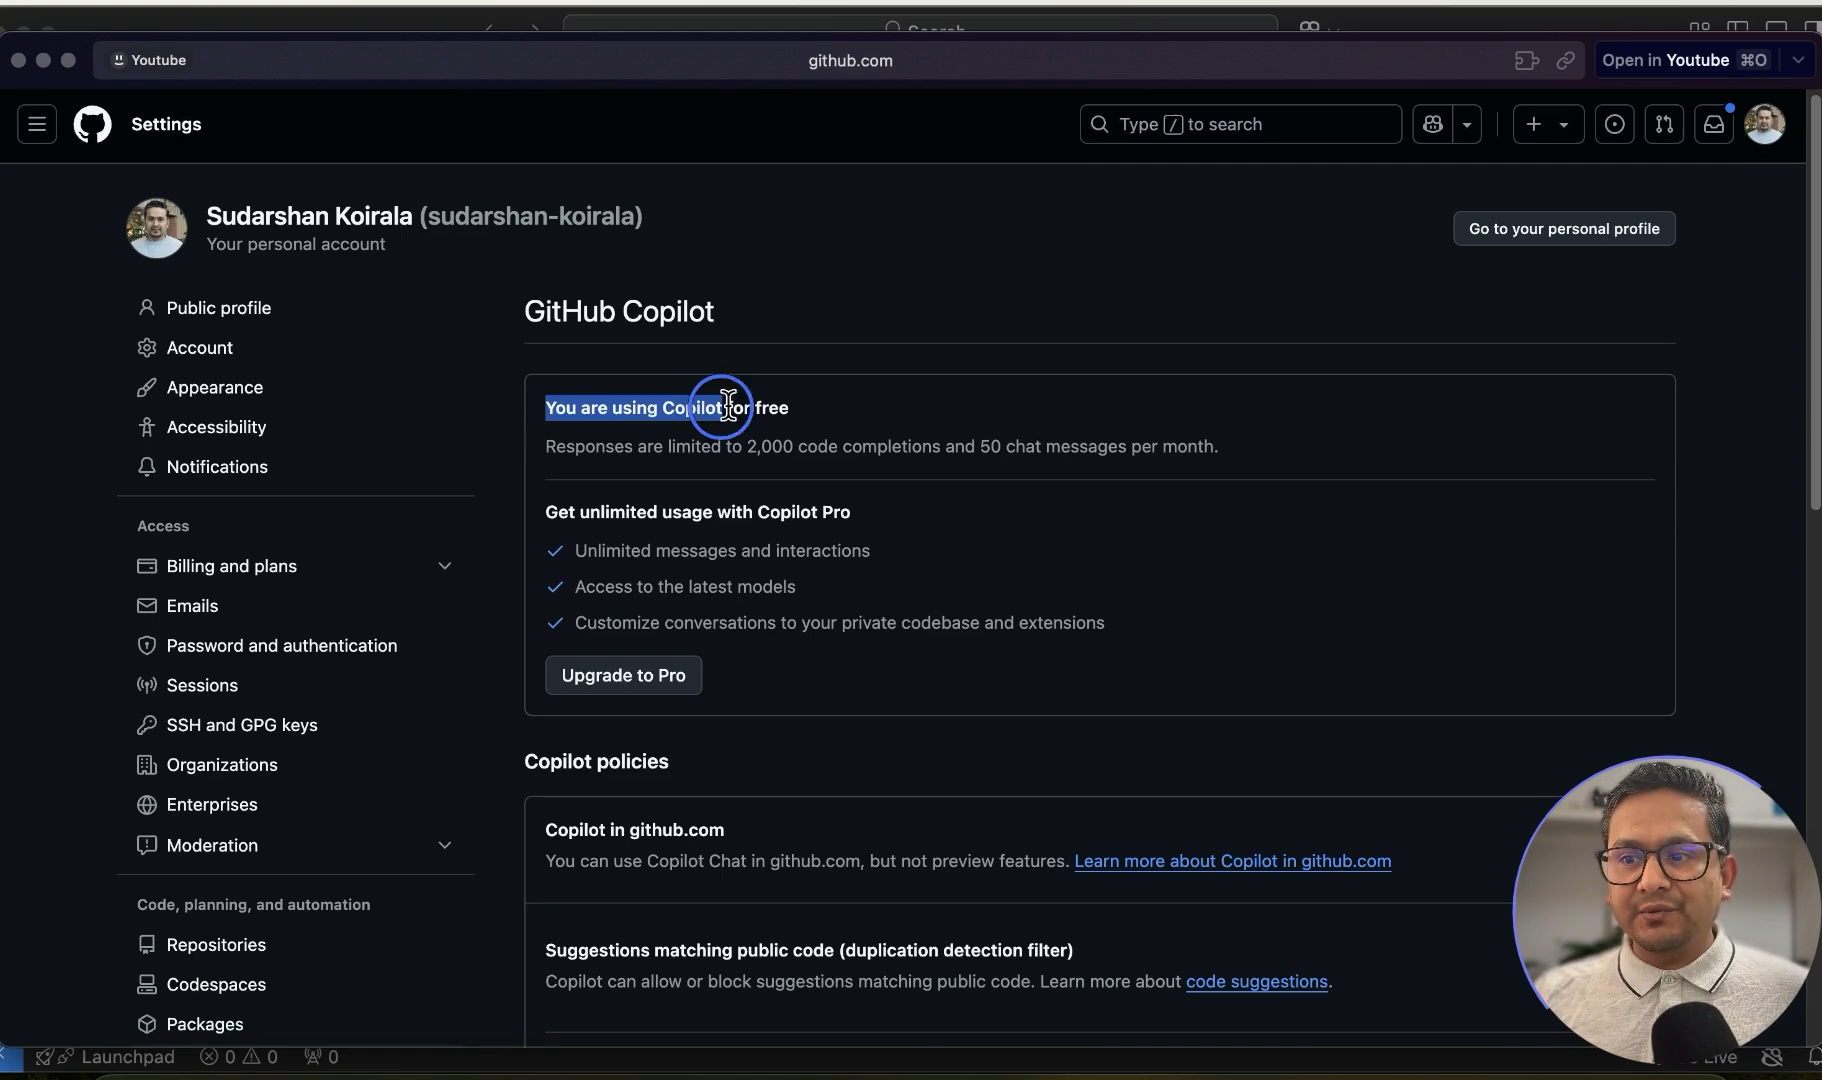 Search
Youtube
github.com
Open in Youtube ⌘O
Settings
Type / to search
Sudarshan Koirala (sudarshan-koirala)
Your personal account
Go to your personal profile
Public profile
Account
Appearance
Accessibility
Notifications
Access
Billing and plans
Emails
Password and authentication
Sessions
SSH and GPG keys
Organizations
Enterprises
Moderation
Code, planning, and automation
Repositories
Codespaces
Packages
GitHub Copilot
You are using Copilot for free
Responses are limited to 2,000 code completions and 50 chat messages per month.
Get unlimited usage with Copilot Pro
Unlimited messages and interactions
Access to the latest models
Customize conversations to your private codebase and extensions
Upgrade to Pro
Copilot policies
Copilot in github.com
You can use Copilot Chat in github.com, but not preview features. Learn more about Copilot in github.com
Suggestions matching public code (duplication detection filter)
Copilot can allow or block suggestions matching public code. Learn more about code suggestions.
Launchpad 0 0 0
Live